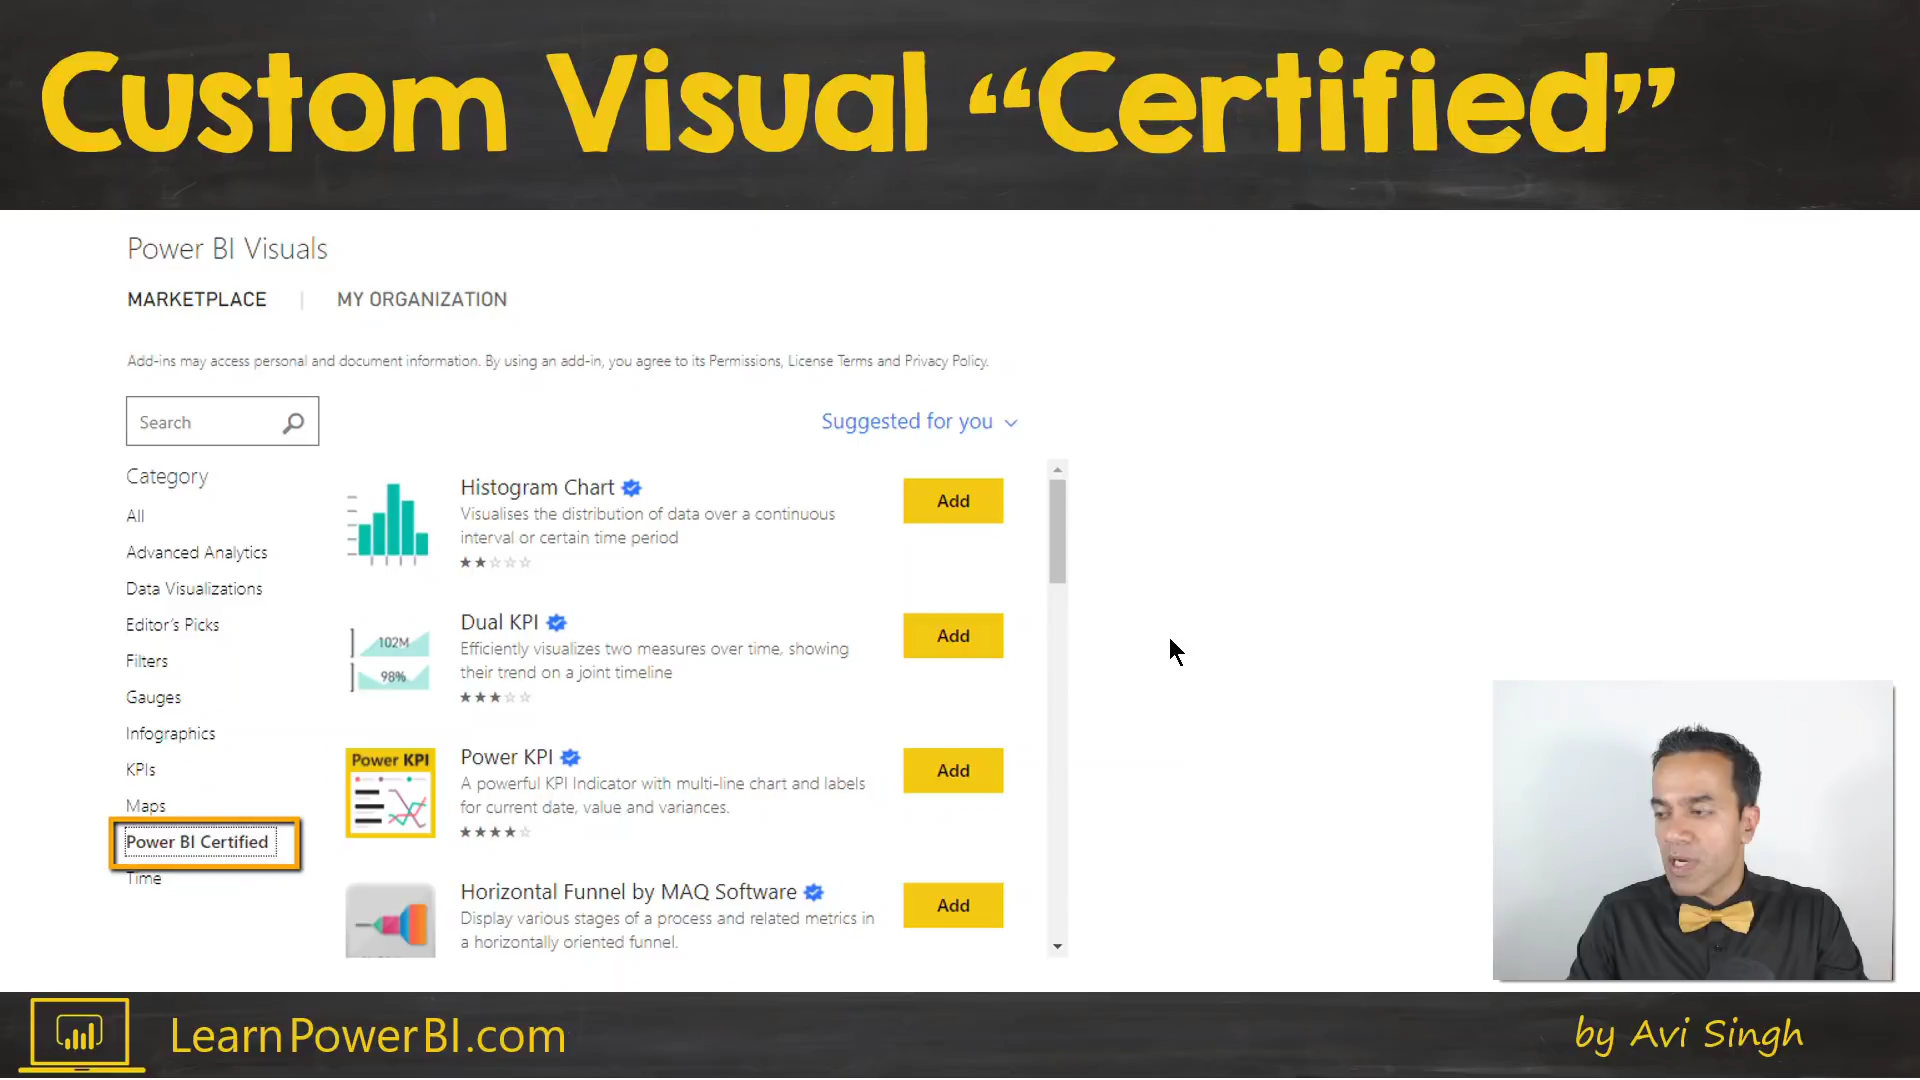 Custom Visual “Certified”
Power BI Visuals
MARKETPLACE | MY ORGANIZATION
Add-ins may access personal and document information. By using an add-in, you agree to its Permissions, License Terms and Privacy Policy.
Search
Suggested for you
Category
All
Advanced Analytics
Data Visualizations
Editor's Picks
Filters
Gauges
Infographics
KPIs
Maps
Power BI Certified
Time
Histogram Chart
Visualises the distribution of data over a continuous
interval or certain time period
Add
102M
98%
Dual KPI
Efficiently visualizes two measures over time, showing
their trend on a joint timeline
Add
Power KPI
Power KPI
A powerful KPI Indicator with multi-line chart and labels
for current date, value and variances.
Add
Horizontal Funnel by MAQ Software
Display various stages of a process and related metrics in
a horizontally oriented funnel.
Add
LearnPowerBI.com
by Avi Singh